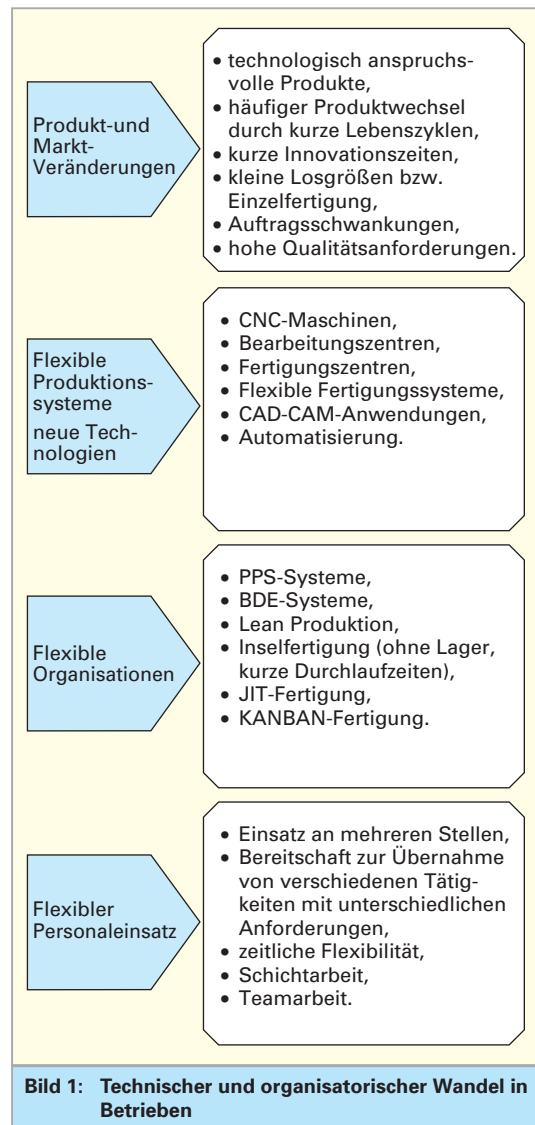 Produkt-und
Markt-
Veränderungen
• technologisch anspruchs-
volle Produkte,
• häufiger Produktwechsel
durch kurze Lebenszyklen,
• kurze Innovationszeiten,
• kleine Losgrößen bzw.
Einzelfertigung,
• Auftragsschwankungen,
• hohe Qualitätsanforderungen.
Flexible
Produktions-
systeme
neue Tech-
nologien
• CNC-Maschinen,
• Bearbeitungszentren,
• Fertigungszentren,
• Flexible Fertigungssysteme,
• CAD-CAM-Anwendungen,
• Automatisierung.
Flexible
Organisationen
• PPS-Systeme,
• BDE-Systeme,
• Lean Produktion,
• Inselfertigung (ohne Lager,
kurze Durchlaufzeiten),
• JIT-Fertigung,
• KANBAN-Fertigung.
Flexibler
Personaleinsatz
• Einsatz an mehreren Stellen,
• Bereitschaft zur Übernahme
von verschiedenen Tätig-
keiten mit unterschiedlichen
Anforderungen,
• zeitliche Flexibilität,
• Schichtarbeit,
• Teamarbeit.
Bild 1: Technischer und organisatorischer Wandel in
Betrieben